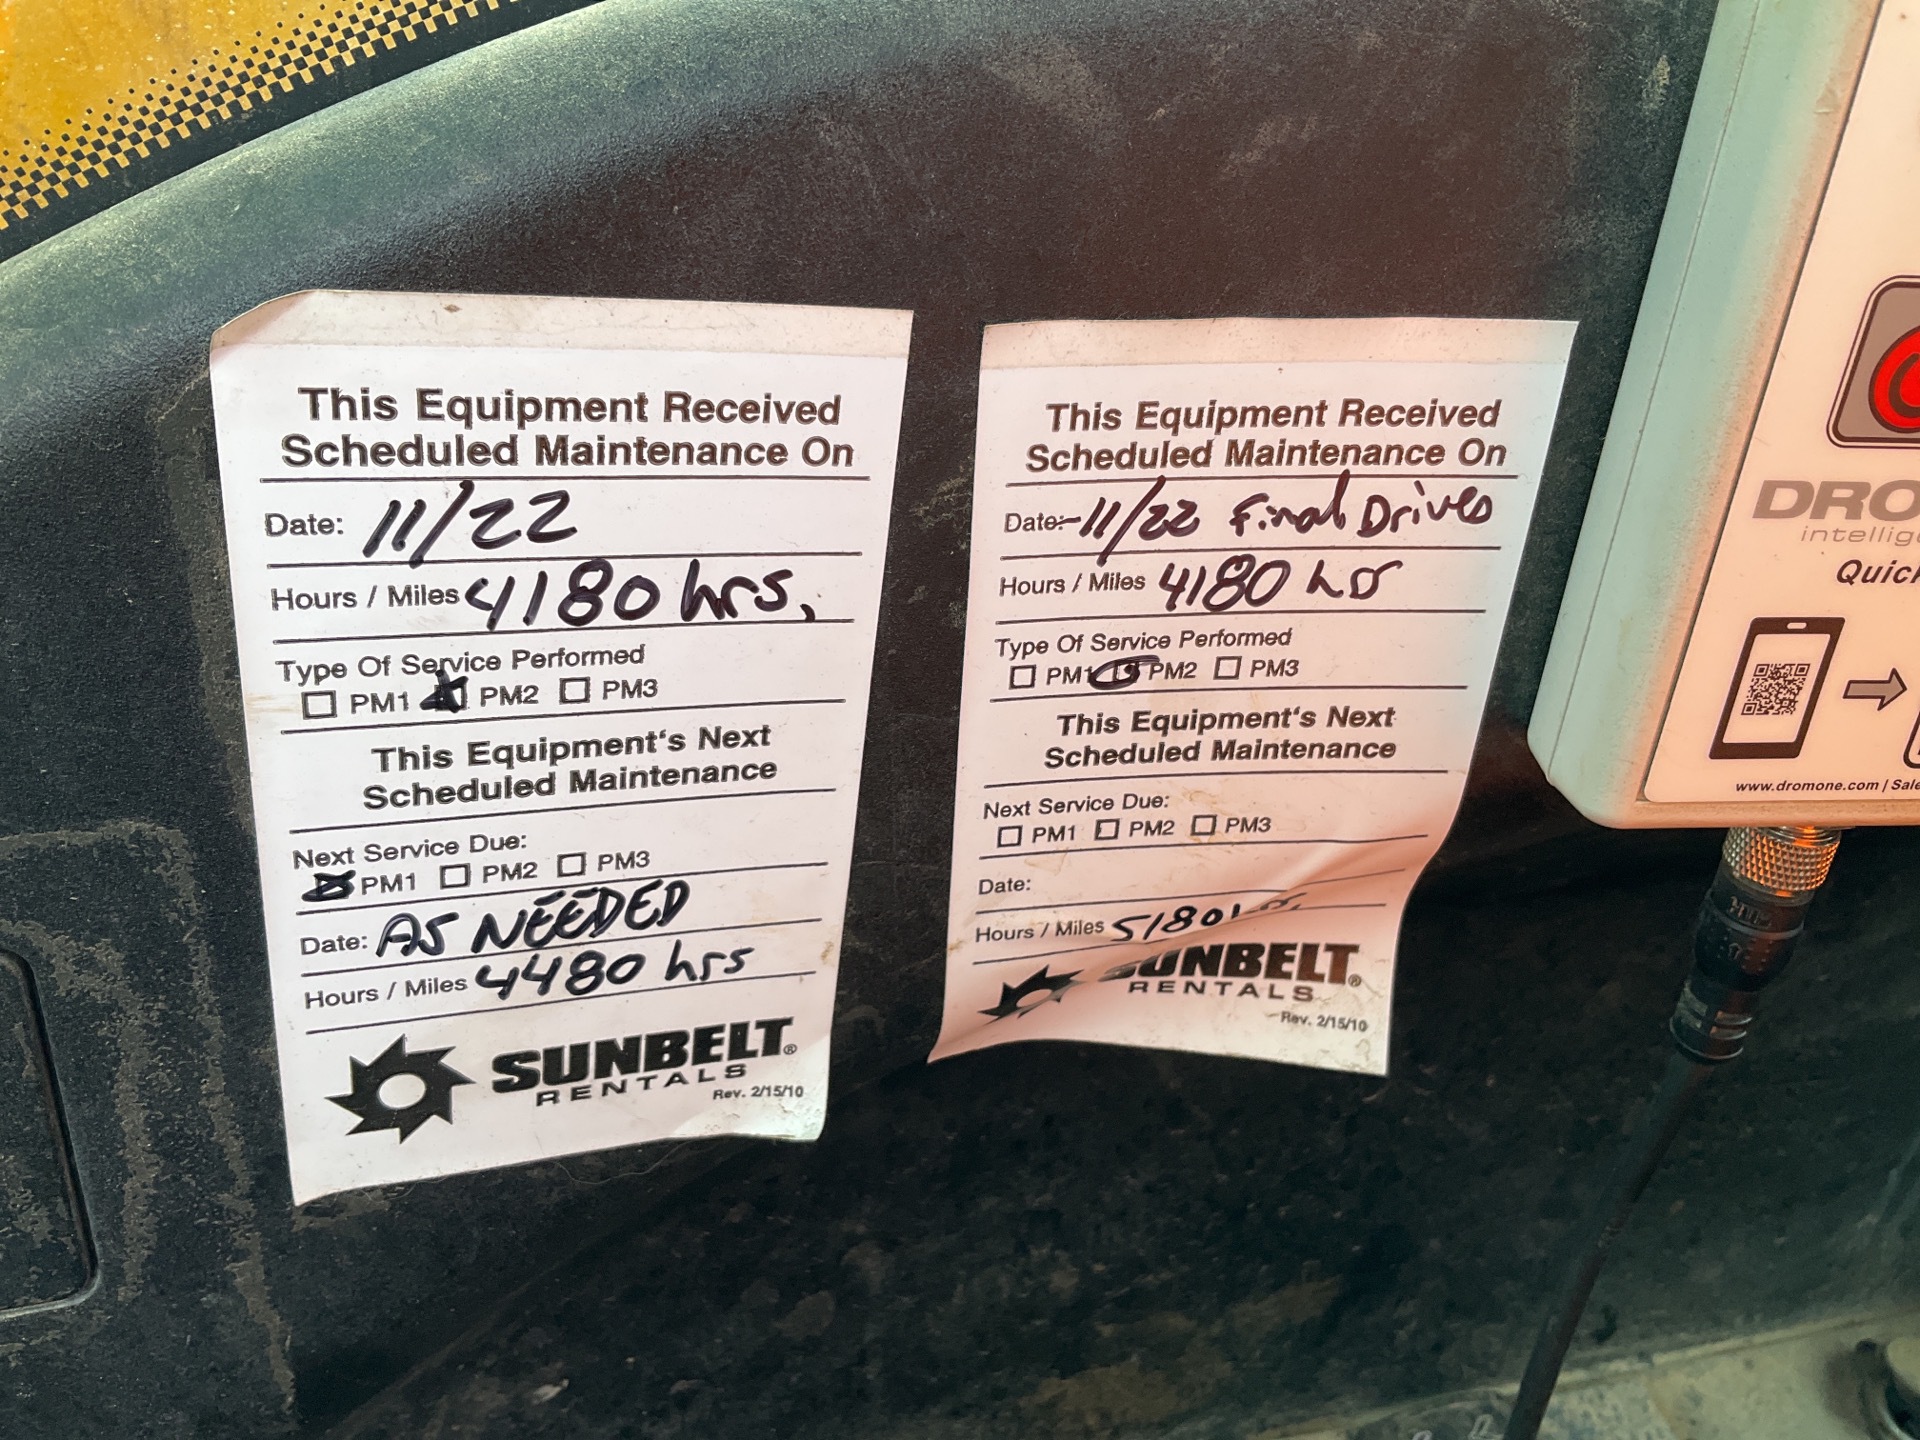 This Equipment Received
Scheduled Maintenance On
Date: 11/22
Hours / Miles 4180 hrs,
Type Of Service Performed
PM1 PM2 PM3
This Equipment's Next
Scheduled Maintenance
Next Service Due:
PM1 PM2 PM3
Date: AS NEEDED
Hours / Miles 4480 hrs
SUNBELT®
RENTALS
Rev. 2/15/10
This Equipment Received
Scheduled Maintenance On
Date: 11/22 Final Drives
Hours / Miles 4180 hrs
Type Of Service Performed
PM1 PM2 PM3
This Equipment's Next
Scheduled Maintenance
Next Service Due:
PM1 PM2 PM3
Date:
Hours / Miles 5180
SUNBELT®
RENTALS
Rev. 2/15/10
www.dromone.com /